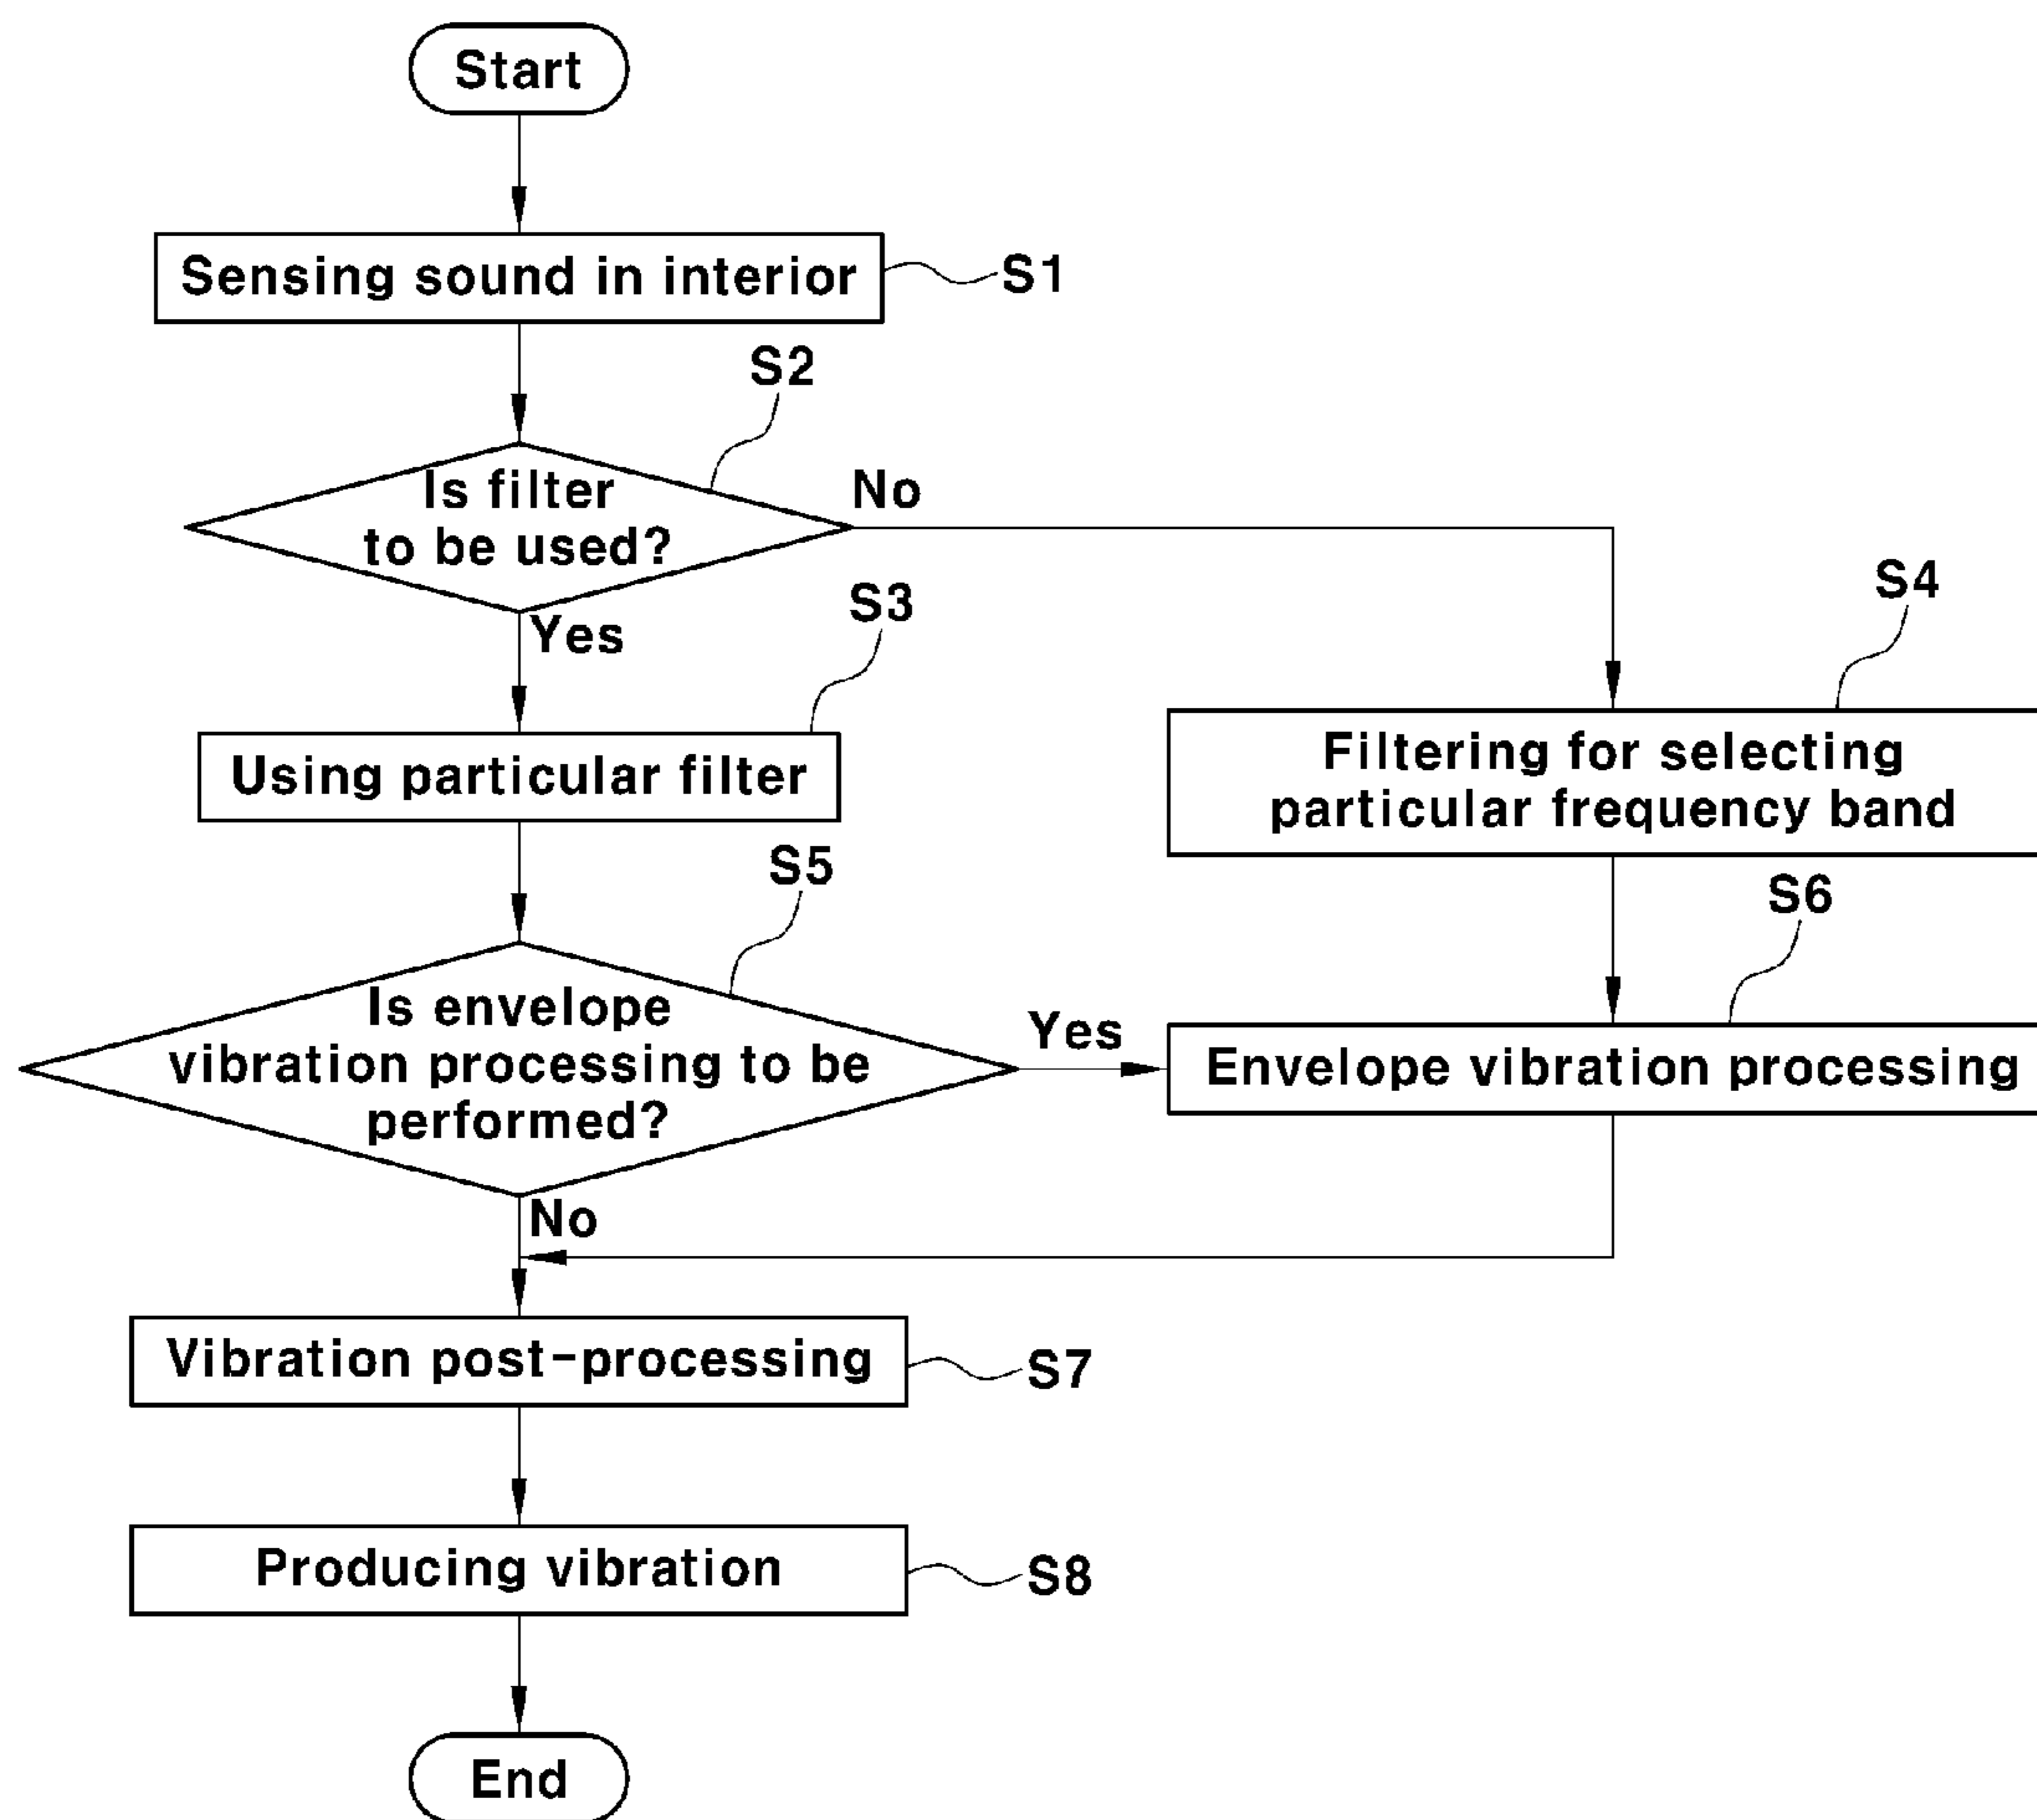 Start
Sensing sound in interior
S1
S2
Is filter
to be used?
No
Yes
S3
Using particular filter
S4
Filtering for selecting
particular frequency band
S5
Is envelope
vibration processing to be
performed?
Yes
S6
Envelope vibration processing
No
Vibration post-processing
S7
Producing vibration
S8
End